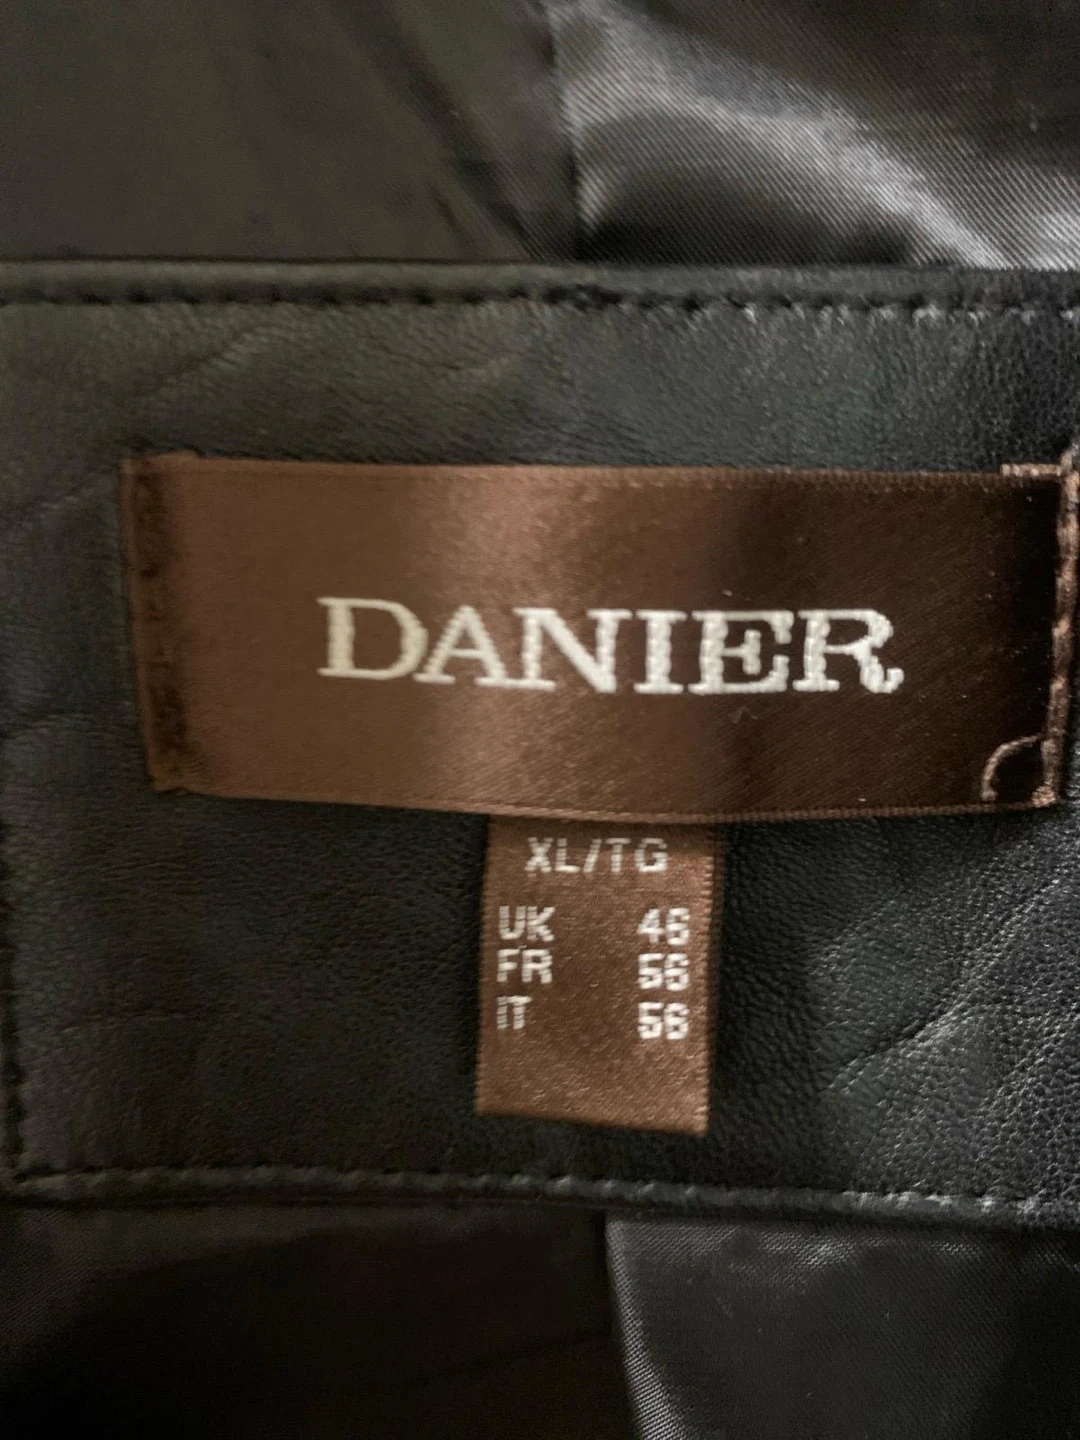 DANIER
XL/TG
UK 46
FR 56
IT 56